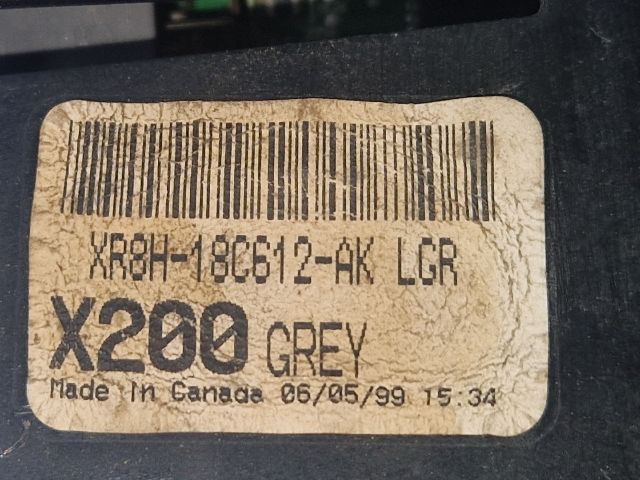 XR8H-18C612-AK LGR
X200 GREY
Made In Canada 06/05/99 15:34